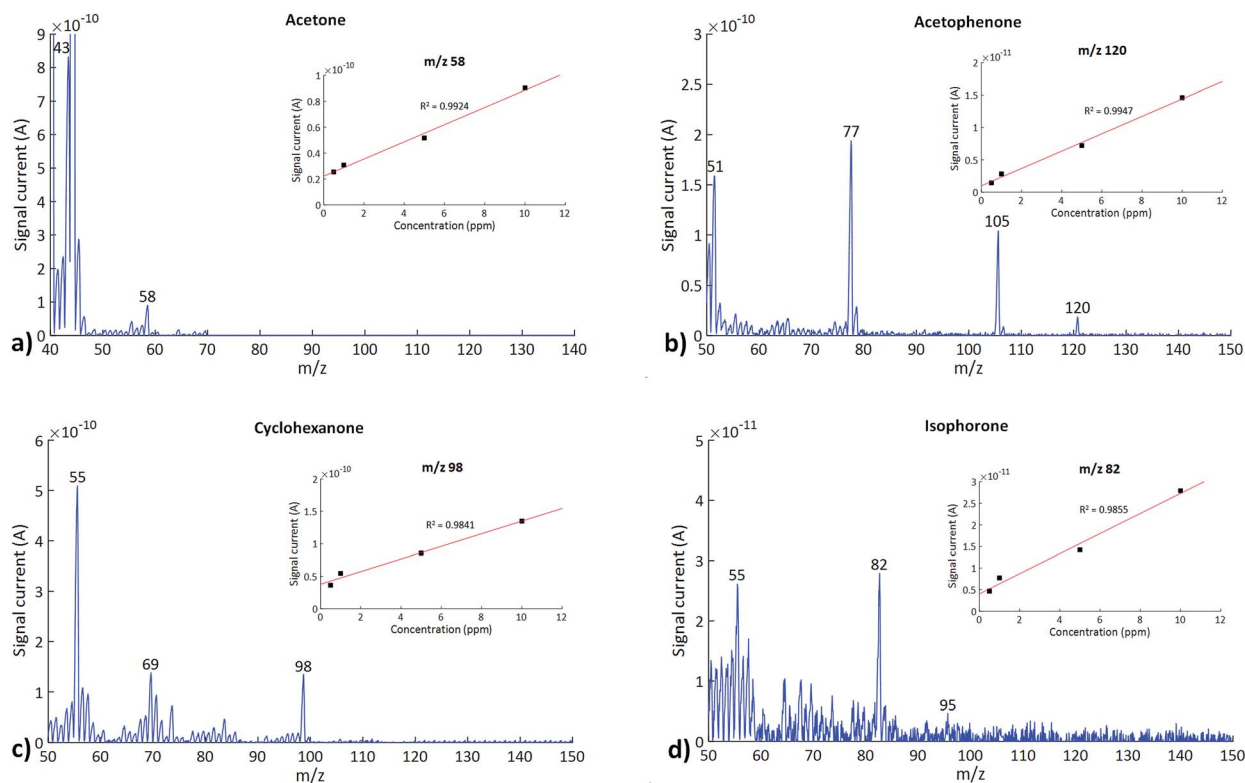 Acetone
×10⁻¹⁰
Signal current (A)
9
8
7
6
5
4
3
2
1
0
43
58
40 50 60 70 80 90 100 110 120 130 140
m/z
a)
m/z 58
×10⁻¹⁰
Signal current (A)
1
0.8
0.6
0.4
0.2
0
R² = 0.9924
0 2 4 6 8 10 12
Concentration (ppm)
Acetophenone
×10⁻¹⁰
Signal current (A)
3
2
1.5
1
0.5
0
51
77
105
120
50 60 70 80 90 100 110 120 130 140 150
m/z
b)
m/z 120
×10⁻¹¹
Signal current (A)
2
1.5
1
0.5
0
R² = 0.9947
0 2 4 6 8 10 12
Concentration (ppm)
Cyclohexanone
×10⁻¹⁰
Signal current (A)
6
5
4
3
2
1
0
55
69
98
50 60 70 80 90 100 110 120 130 140 150
m/z
c)
m/z 98
×10⁻¹⁰
Signal current (A)
2
1.5
1
0.5
0
R² = 0.9841
0 2 4 6 8 10 12
Concentration (ppm)
Isophorone
×10⁻¹¹
Signal current (A)
5
4
3
2
1
0
55
82
95
50 60 70 80 90 100 110 120 130 140 150
m/z
d)
m/z 82
×10⁻¹¹
Signal current (A)
3
2
1.5
1
0.5
0
R² = 0.9855
0 2 4 6 8 10 12
Concentration (ppm)